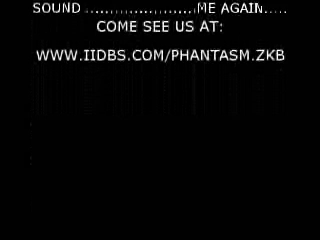 SOUND .......................ME AGAIN.....
COME SEE US AT:
WWW.IIDBS.COM/PHANTASM.ZKB